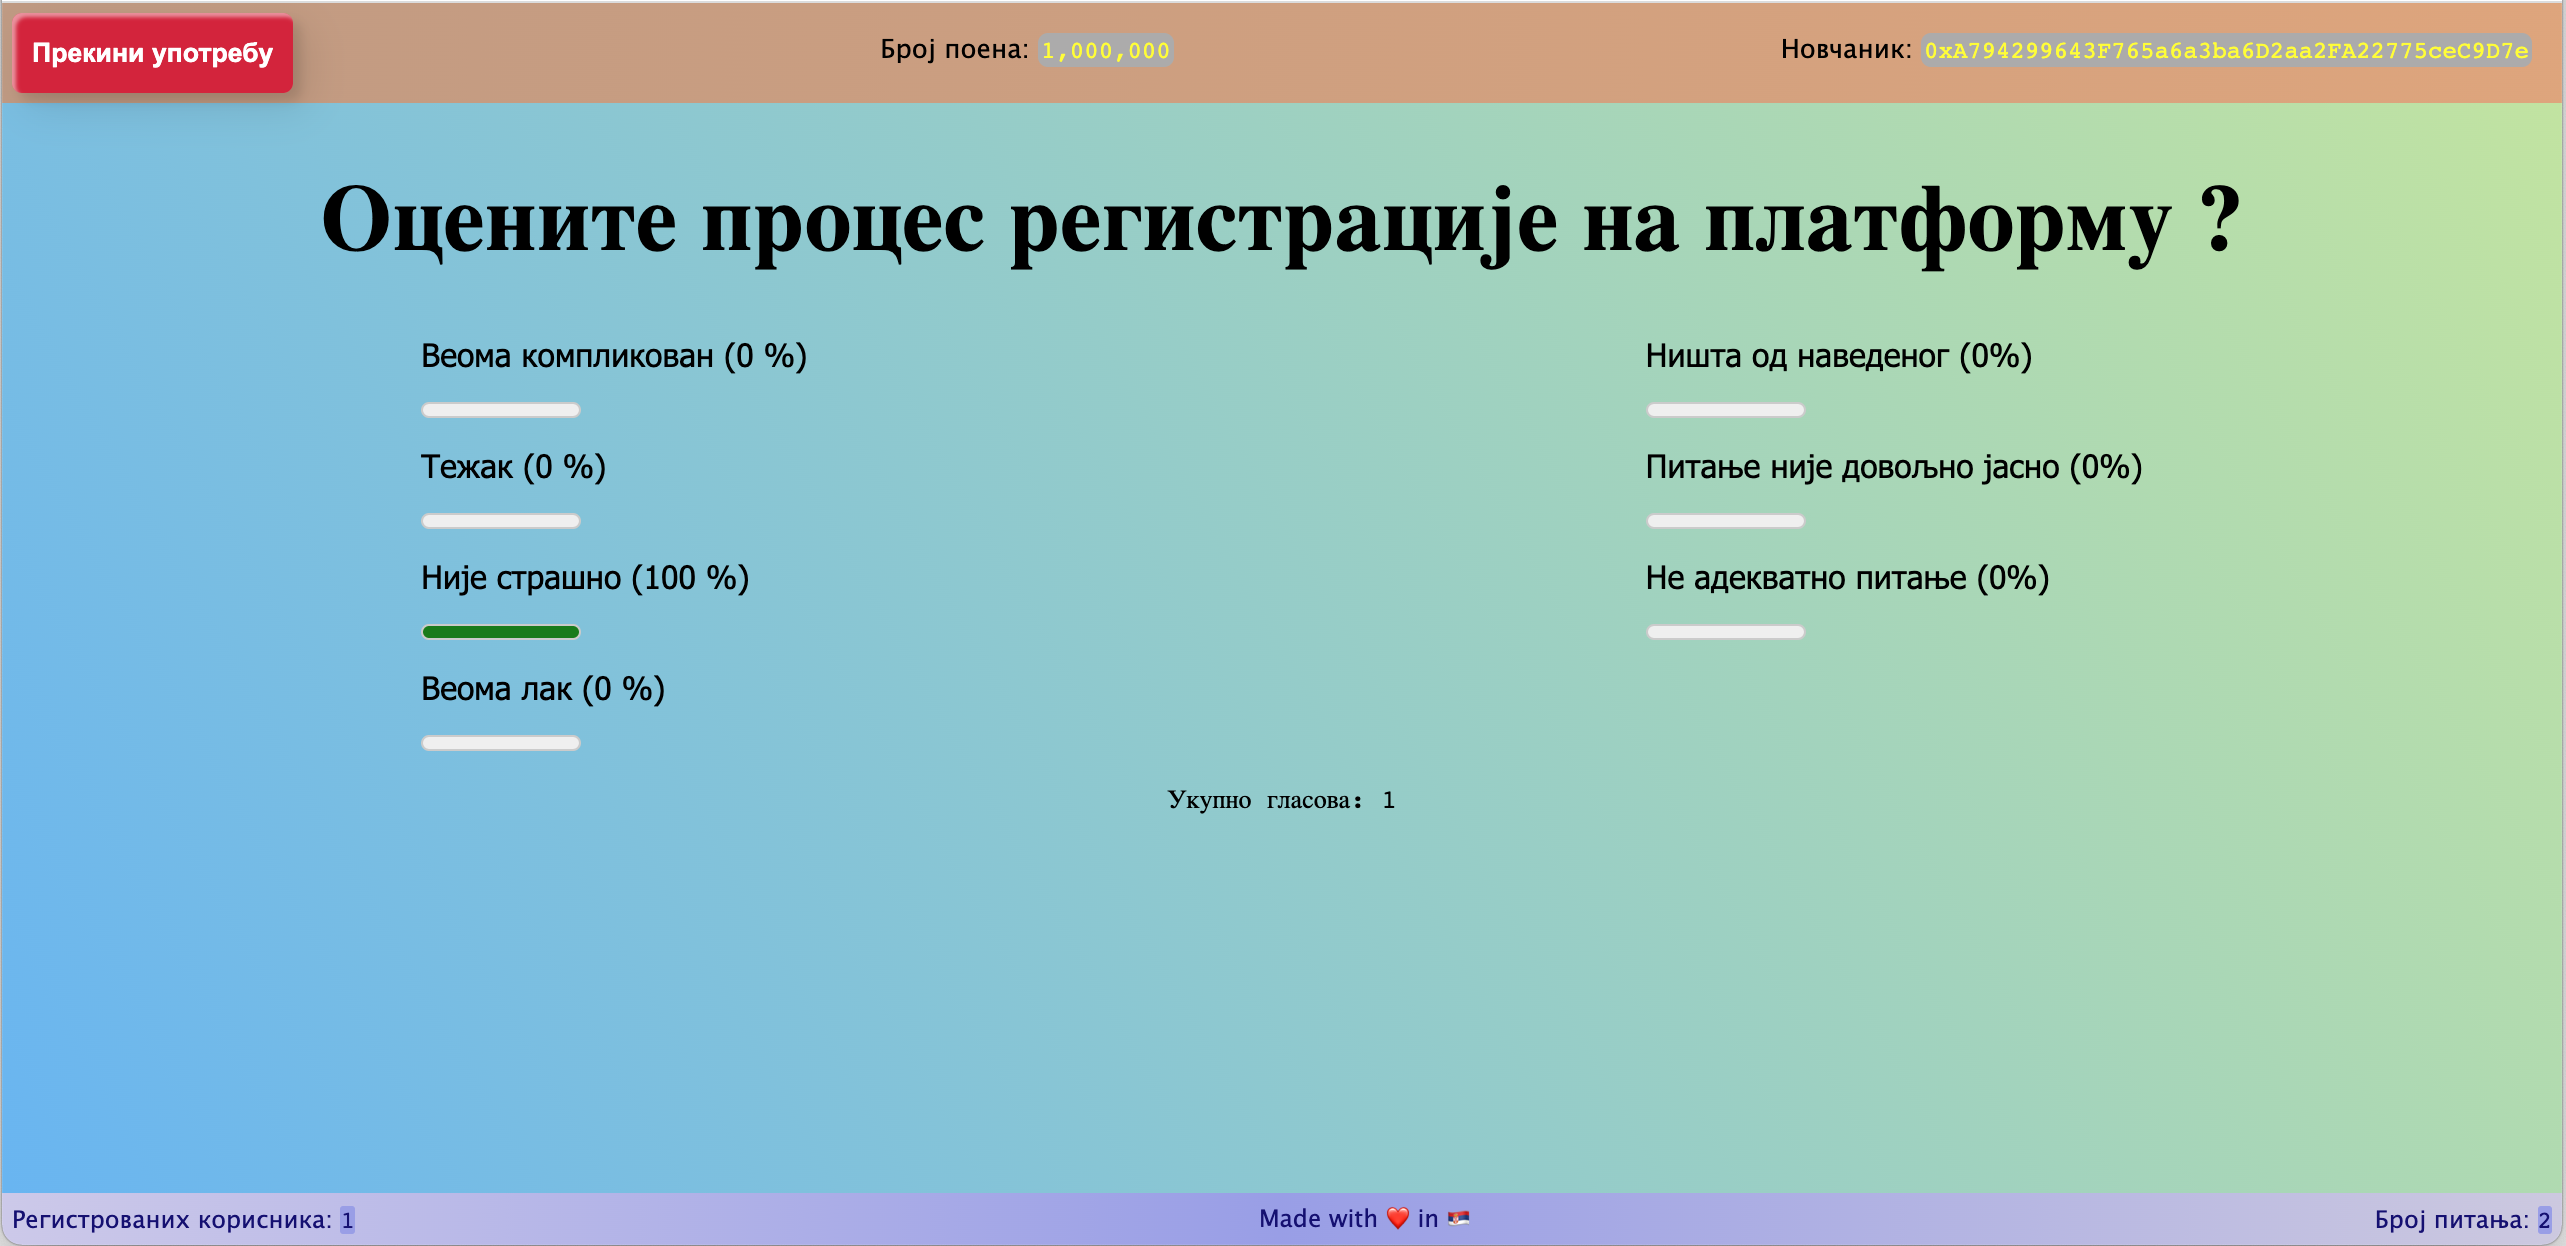 Прекини употребу
Број поена: 1,000,000
Новчаник: 0xA794299643F765a6a3ba6D2aa2FA22775ceC9D7e
Оцените процес регистрације на платформу ?
Веома компликован (0 %)
Тежак (0 %)
Није страшно (100 %)
Веома лак (0 %)
Ништа од наведеног (0%)
Питање није довољно јасно (0%)
Не адекватно питање (0%)
Укупно гласова: 1
Регистрованих корисника: 1
Made with ❤️ in 🇷🇸
Број питања: 2